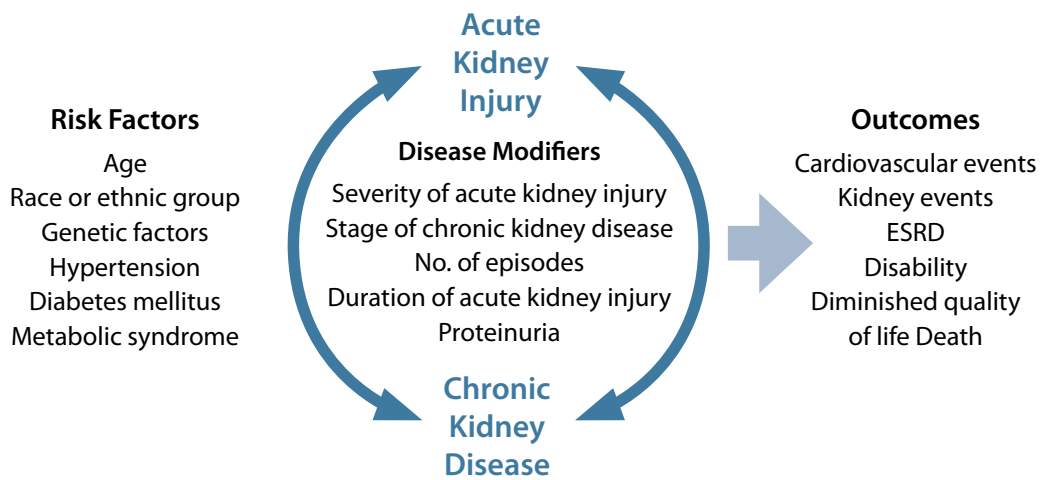 Risk Factors
Age
Race or ethnic group
Genetic factors
Hypertension
Diabetes mellitus
Metabolic syndrome
Acute
Kidney
Injury
Disease Modifiers
Severity of acute kidney injury
Stage of chronic kidney disease
No. of episodes
Duration of acute kidney injury
Proteinuria
Chronic
Kidney
Disease
Outcomes
Cardiovascular events
Kidney events
ESRD
Disability
Diminished quality
of life Death